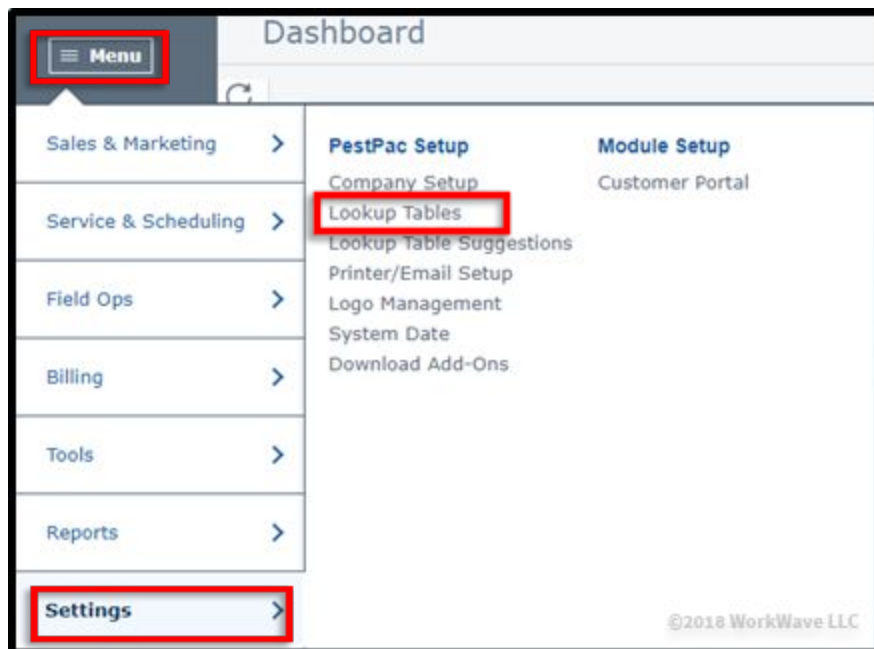 Dashboard
≡ Menu
Sales & Marketing
Service & Scheduling
Field Ops
Billing
Tools
Reports
Settings
PestPac Setup
Company Setup
Lookup Tables
Lookup Table Suggestions
Printer/Email Setup
Logo Management
System Date
Download Add-Ons
Module Setup
Customer Portal
©2018 WorkWave LLC